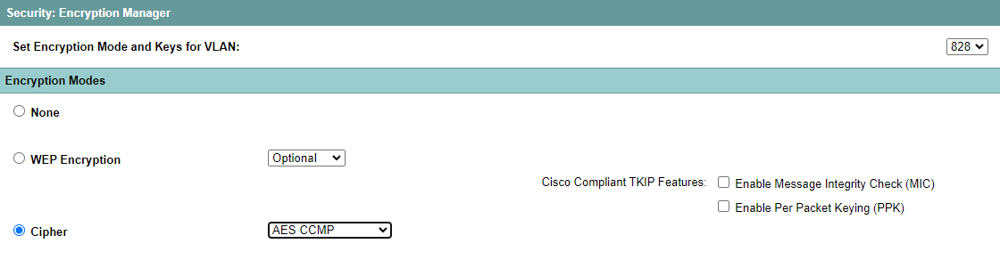 Security: Encryption Manager
Set Encryption Mode and Keys for VLAN: 828
Encryption Modes
None
WEP Encryption Optional
Cisco Compliant TKIP Features: Enable Message Integrity Check (MIC)
Enable Per Packet Keying (PPK)
Cipher AES CCMP